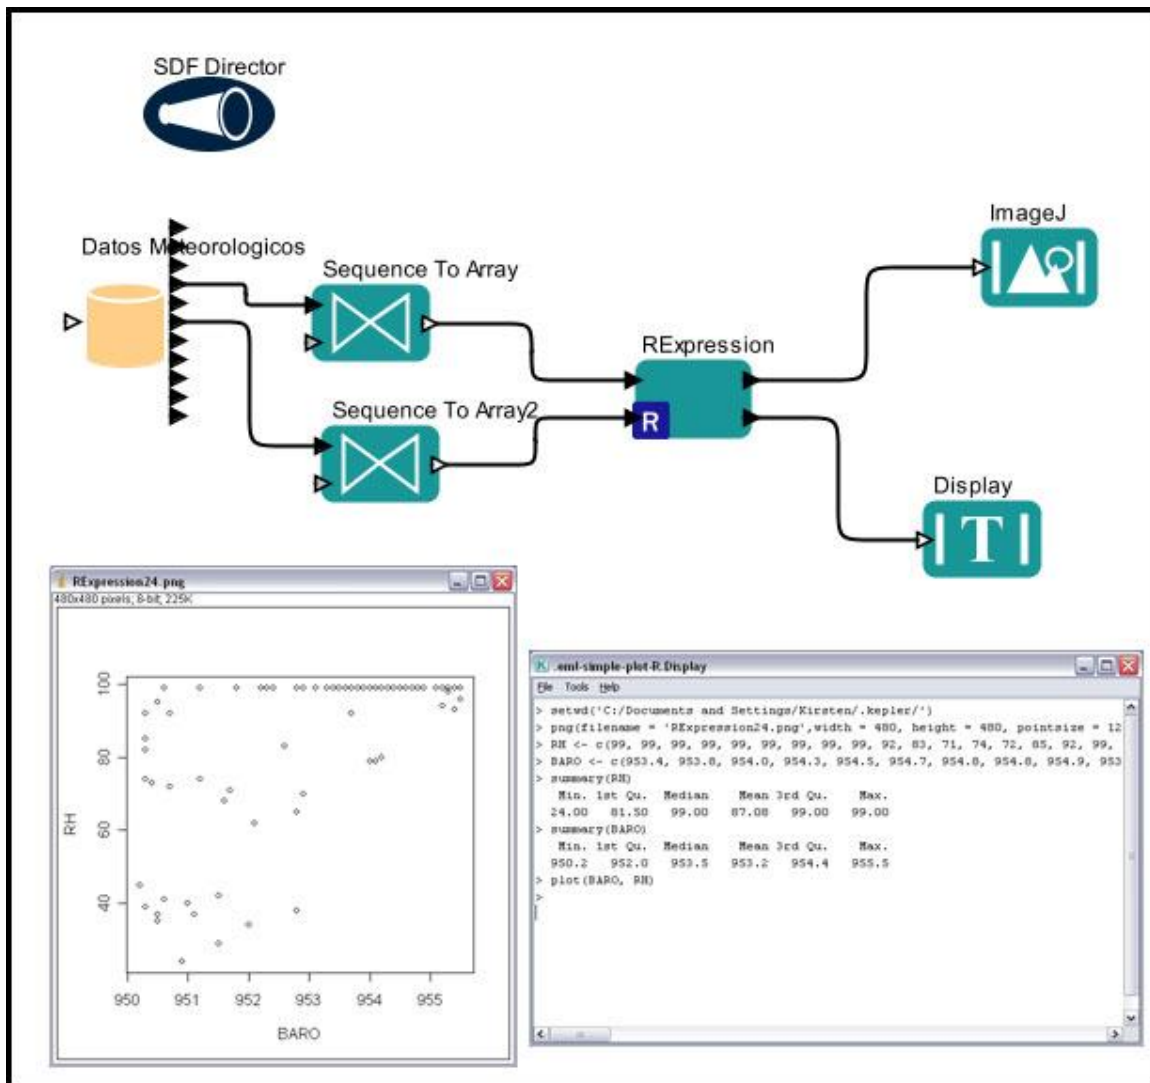 SDF Director
ImageJ
Datos Meteorologicos
Sequence To Array
RExpression
R
Sequence To Array2
Display
T
RExpression24.png
480x480 pixels; 8-bit; 225K
100
80
60
40
RH
950 951 952 953 954 955
BARO
.eml-simple-plot-R.Display
File Tools Help
> setwd('C:/Documents and Settings/Kirsten/.kepler/')
> png(filename = 'RExpression24.png',width = 480, height = 480, pointsize = 12
> RH <- c(99, 99, 99, 99, 99, 99, 99, 99, 99, 92, 83, 71, 74, 72, 85, 92, 99,
> BARO <- c(953.4, 953.8, 954.0, 954.3, 954.5, 954.7, 954.8, 954.8, 954.9, 953
> summary(RH)
Min. 1st Qu. Median Mean 3rd Qu. Max.
24.00 81.50 99.00 87.08 99.00 99.00
> summary(BARO)
Min. 1st Qu. Median Mean 3rd Qu. Max.
950.2 952.0 953.5 953.2 954.4 955.5
> plot(BARO, RH)
>